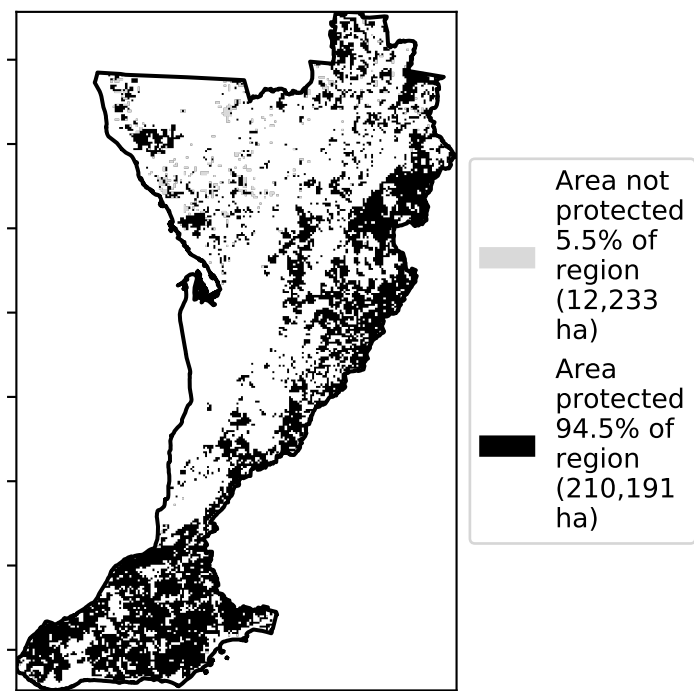 Area not
protected
5.5% of
region
(12,233
ha)
Area
protected
94.5% of
region
(210,191
ha)